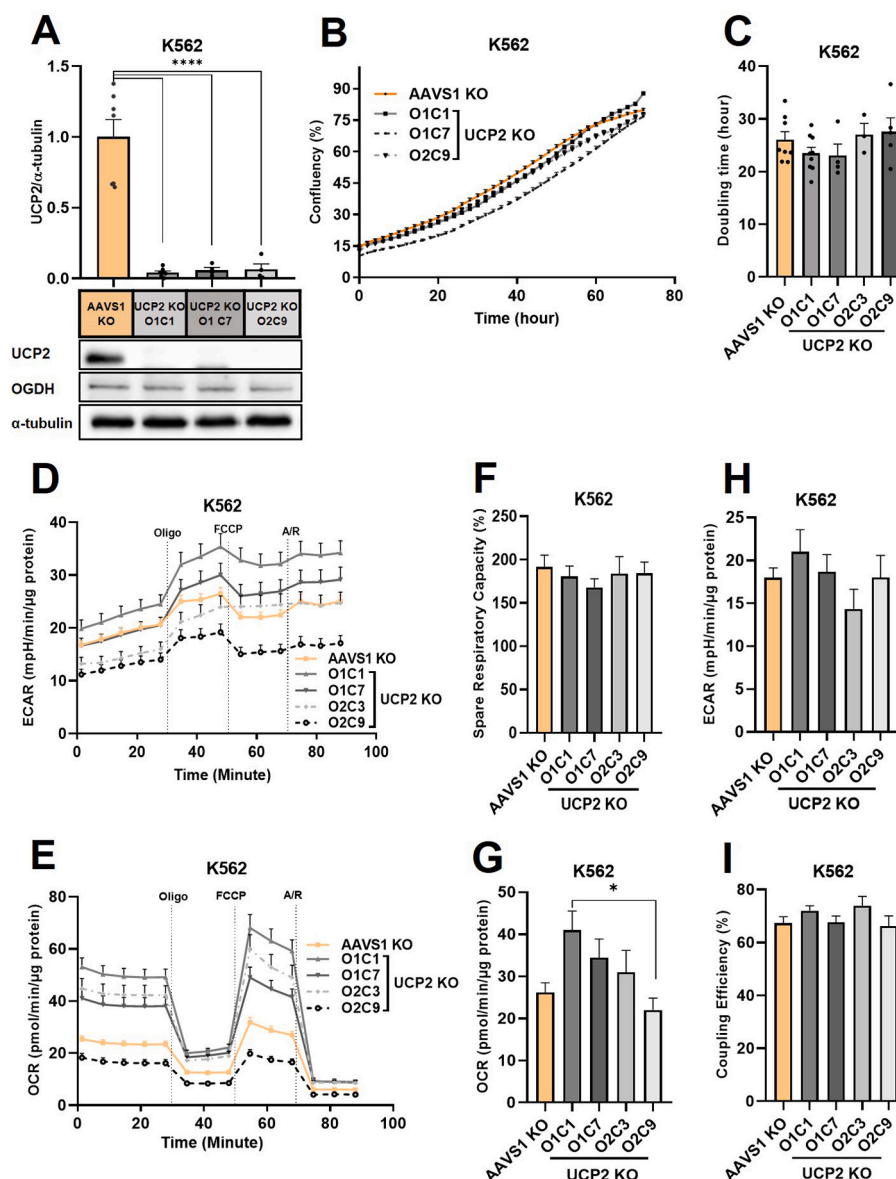 A
K562
****
UCP2/α-tubulin
1.5
1.0
0.5
0.0
AAVS1 KO
UCP2 KO O1C1
UCP2 KO O1 C7
UCP2 KO O2C9
UCP2
OGDH
α-tubulin
B
K562
Confluency (%)
90
75
60
45
30
15
0
0 20 40 60 80
Time (hour)
AAVS1 KO
O1C1
O1C7
O2C9
UCP2 KO
C
K562
Doubling time (hour)
40
30
20
10
0
AAVS1 KO
O1C1
O1C7
O2C3
O2C9
UCP2 KO
D
K562
ECAR (mpH/min/µg protein)
40
30
20
10
0
Oligo
FCCP
A/R
AAVS1 KO
O1C1
O1C7
O2C3
O2C9
UCP2 KO
0 20 40 60 80 100
Time (Minute)
F
K562
Spare Respiratory Capacity (%)
250
200
150
100
50
0
AAVS1 KO
O1C1
O1C7
O2C3
O2C9
UCP2 KO
H
K562
ECAR (mpH/min/µg protein)
25
20
15
10
5
0
AAVS1 KO
O1C1
O1C7
O2C3
O2C9
UCP2 KO
E
K562
OCR (pmol/min/µg protein)
80
60
40
20
0
Oligo
FCCP
A/R
AAVS1 KO
O1C1
O1C7
O2C3
O2C9
UCP2 KO
0 20 40 60 80 100
Time (Minute)
G
K562
*
OCR (pmol/min/µg protein)
50
40
30
20
10
0
AAVS1 KO
O1C1
O1C7
O2C3
O2C9
UCP2 KO
I
K562
Coupling Efficiency (%)
100
80
60
40
20
0
AAVS1 KO
O1C1
O1C7
O2C3
O2C9
UCP2 KO